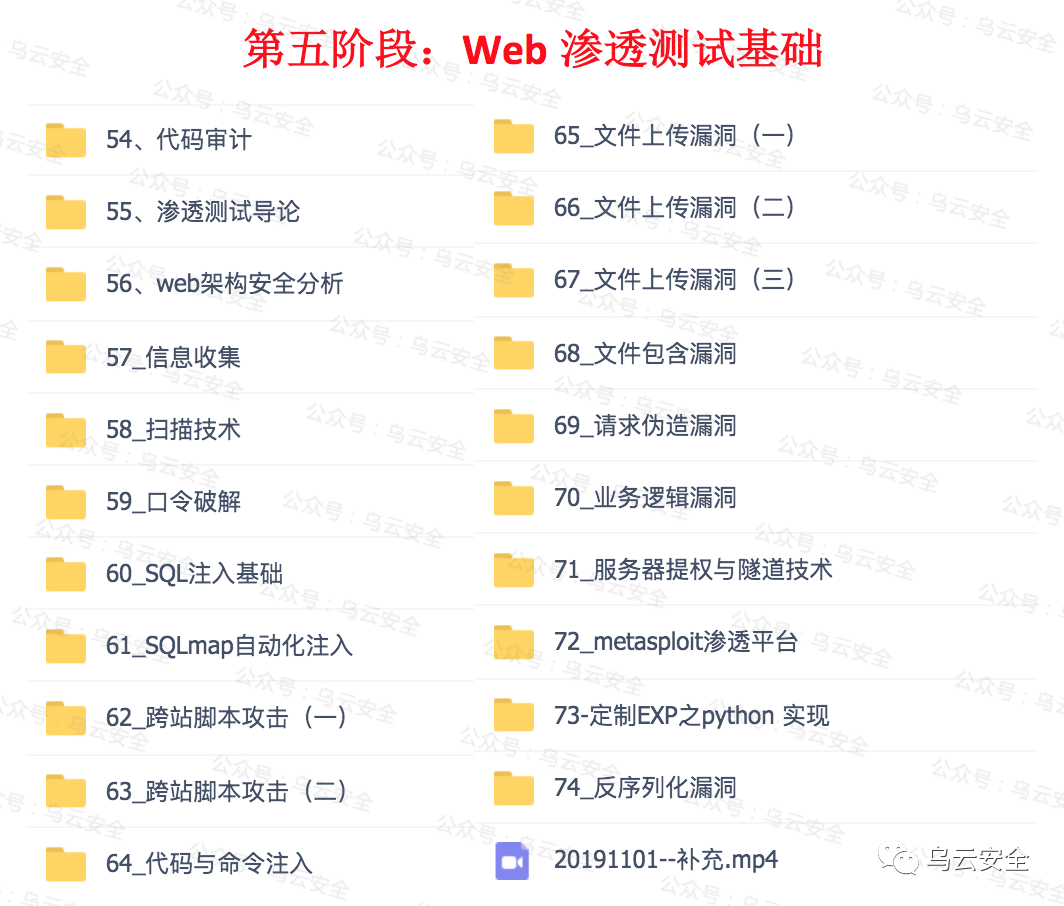 第五阶段：Web 渗透测试基础
54、代码审计
55、渗透测试导论
56、web架构安全分析
57_信息收集
58_扫描技术
59_口令破解
60_SQL注入基础
61_SQLmap自动化注入
62_跨站脚本攻击（一）
63_跨站脚本攻击（二）
64_代码与命令注入
65_文件上传漏洞（一）
66_文件上传漏洞（二）
67_文件上传漏洞（三）
68_文件包含漏洞
69_请求伪造漏洞
70_业务逻辑漏洞
71_服务器提权与隧道技术
72_metasploit渗透平台
73-定制EXP之python 实现
74_反序列化漏洞
20191101--补充.mp4
乌云安全
公众号：乌云安全